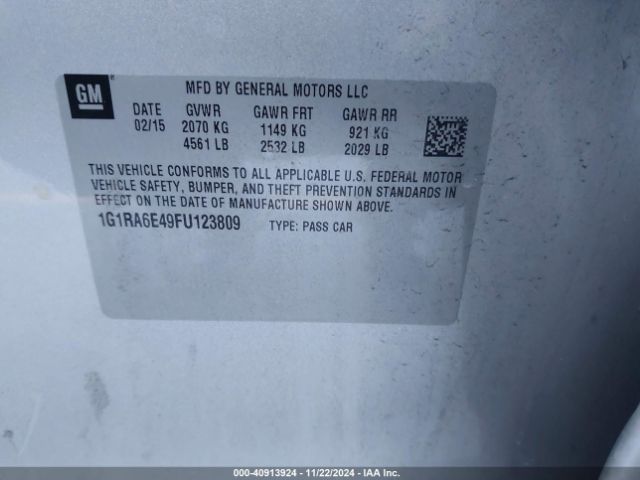 GM
MFD BY GENERAL MOTORS LLC
DATE GVWR GAWR FRT GAWR RR
02/15 2070 KG 1149 KG 921 KG
4561 LB 2532 LB 2029 LB
THIS VEHICLE CONFORMS TO ALL APPLICABLE U.S. FEDERAL MOTOR
VEHICLE SAFETY, BUMPER, AND THEFT PREVENTION STANDARDS IN
EFFECT ON THE DATE OF MANUFACTURE SHOWN ABOVE.
1G1RA6E49FU123809 TYPE: PASS CAR
000-40913924 - 11/22/2024 - IAA Inc.